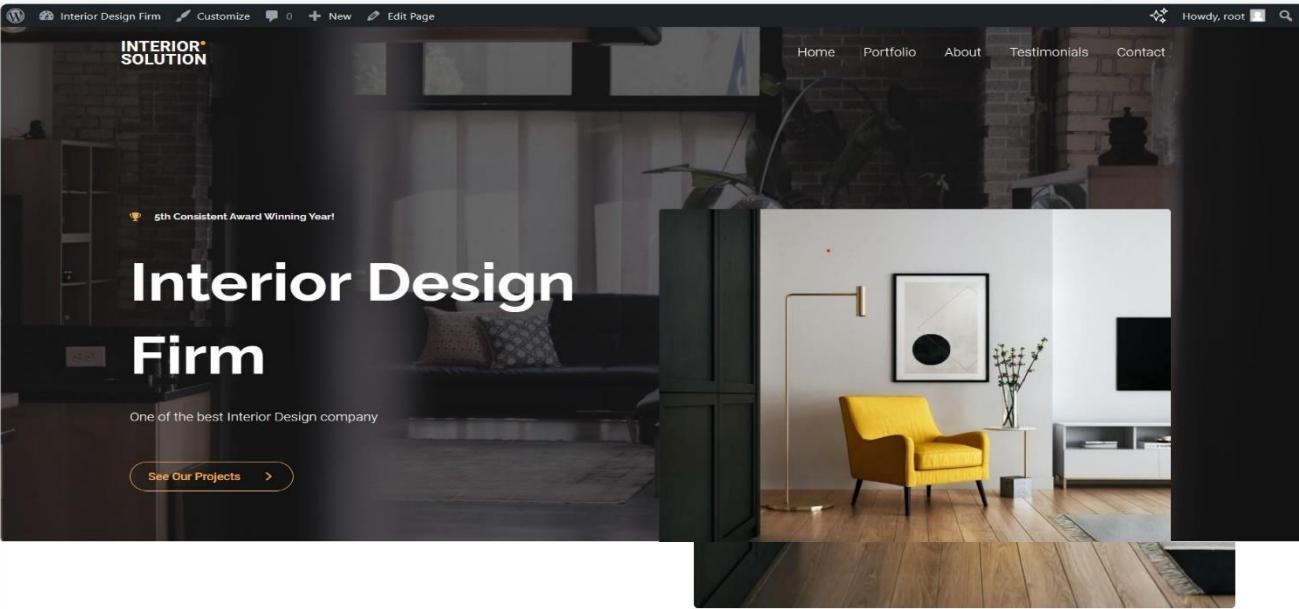 Interior Design Firm Customize 0 New Edit Page Howdy, root
INTERIOR
SOLUTION
Home Portfolio About Testimonials Contact
5th Consistent Award Winning Year!
Interior Design
Firm
One of the best Interior Design company
See Our Projects >